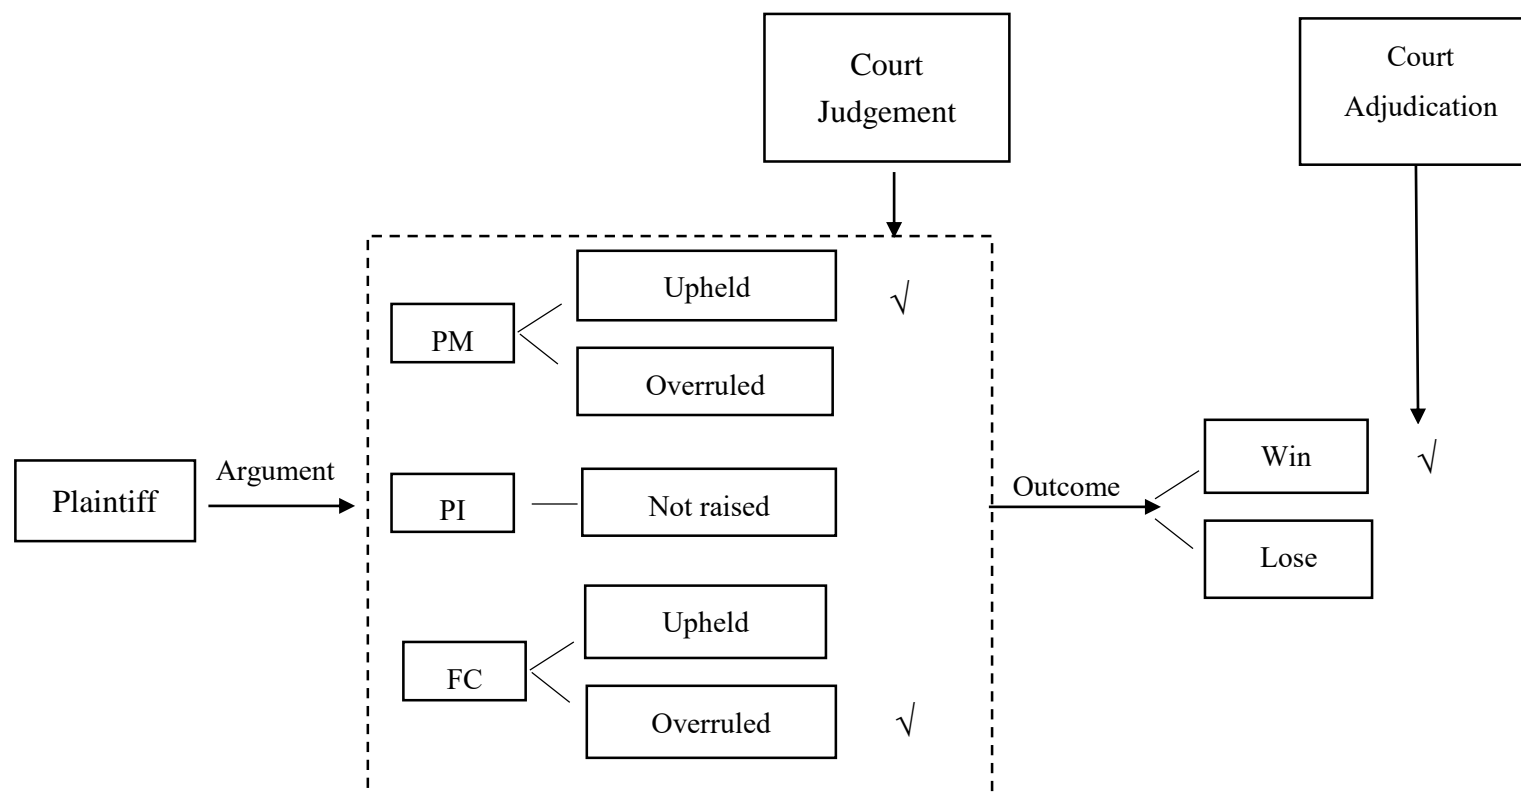 Court
Judgement
Court
Adjudication
Upheld
√
PM
Overruled
Plaintiff
Argument
PI
Not raised
Outcome
Win
√
Lose
Upheld
FC
Overruled
√